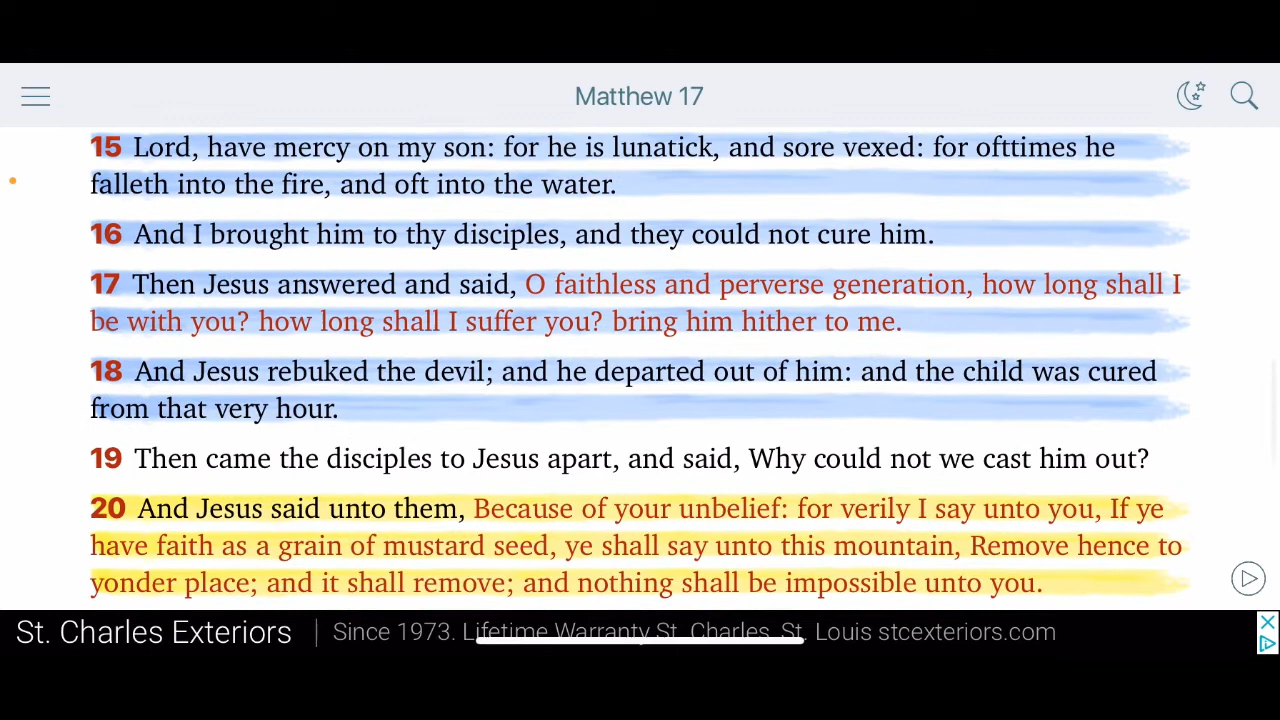 Matthew 17
15 Lord, have mercy on my son: for he is lunatick, and sore vexed: for ofttimes he
falleth into the fire, and oft into the water.
16 And I brought him to thy disciples, and they could not cure him.
17 Then Jesus answered and said, O faithless and perverse generation, how long shall I
be with you? how long shall I suffer you? bring him hither to me.
18 And Jesus rebuked the devil; and he departed out of him: and the child was cured
from that very hour.
19 Then came the disciples to Jesus apart, and said, Why could not we cast him out?
20 And Jesus said unto them, Because of your unbelief: for verily I say unto you, If ye
have faith as a grain of mustard seed, ye shall say unto this mountain, Remove hence to
yonder place; and it shall remove; and nothing shall be impossible unto you.
St. Charles Exteriors | Since 1973. Lifetime Warranty St. Charles, St. Louis stcexteriors.com